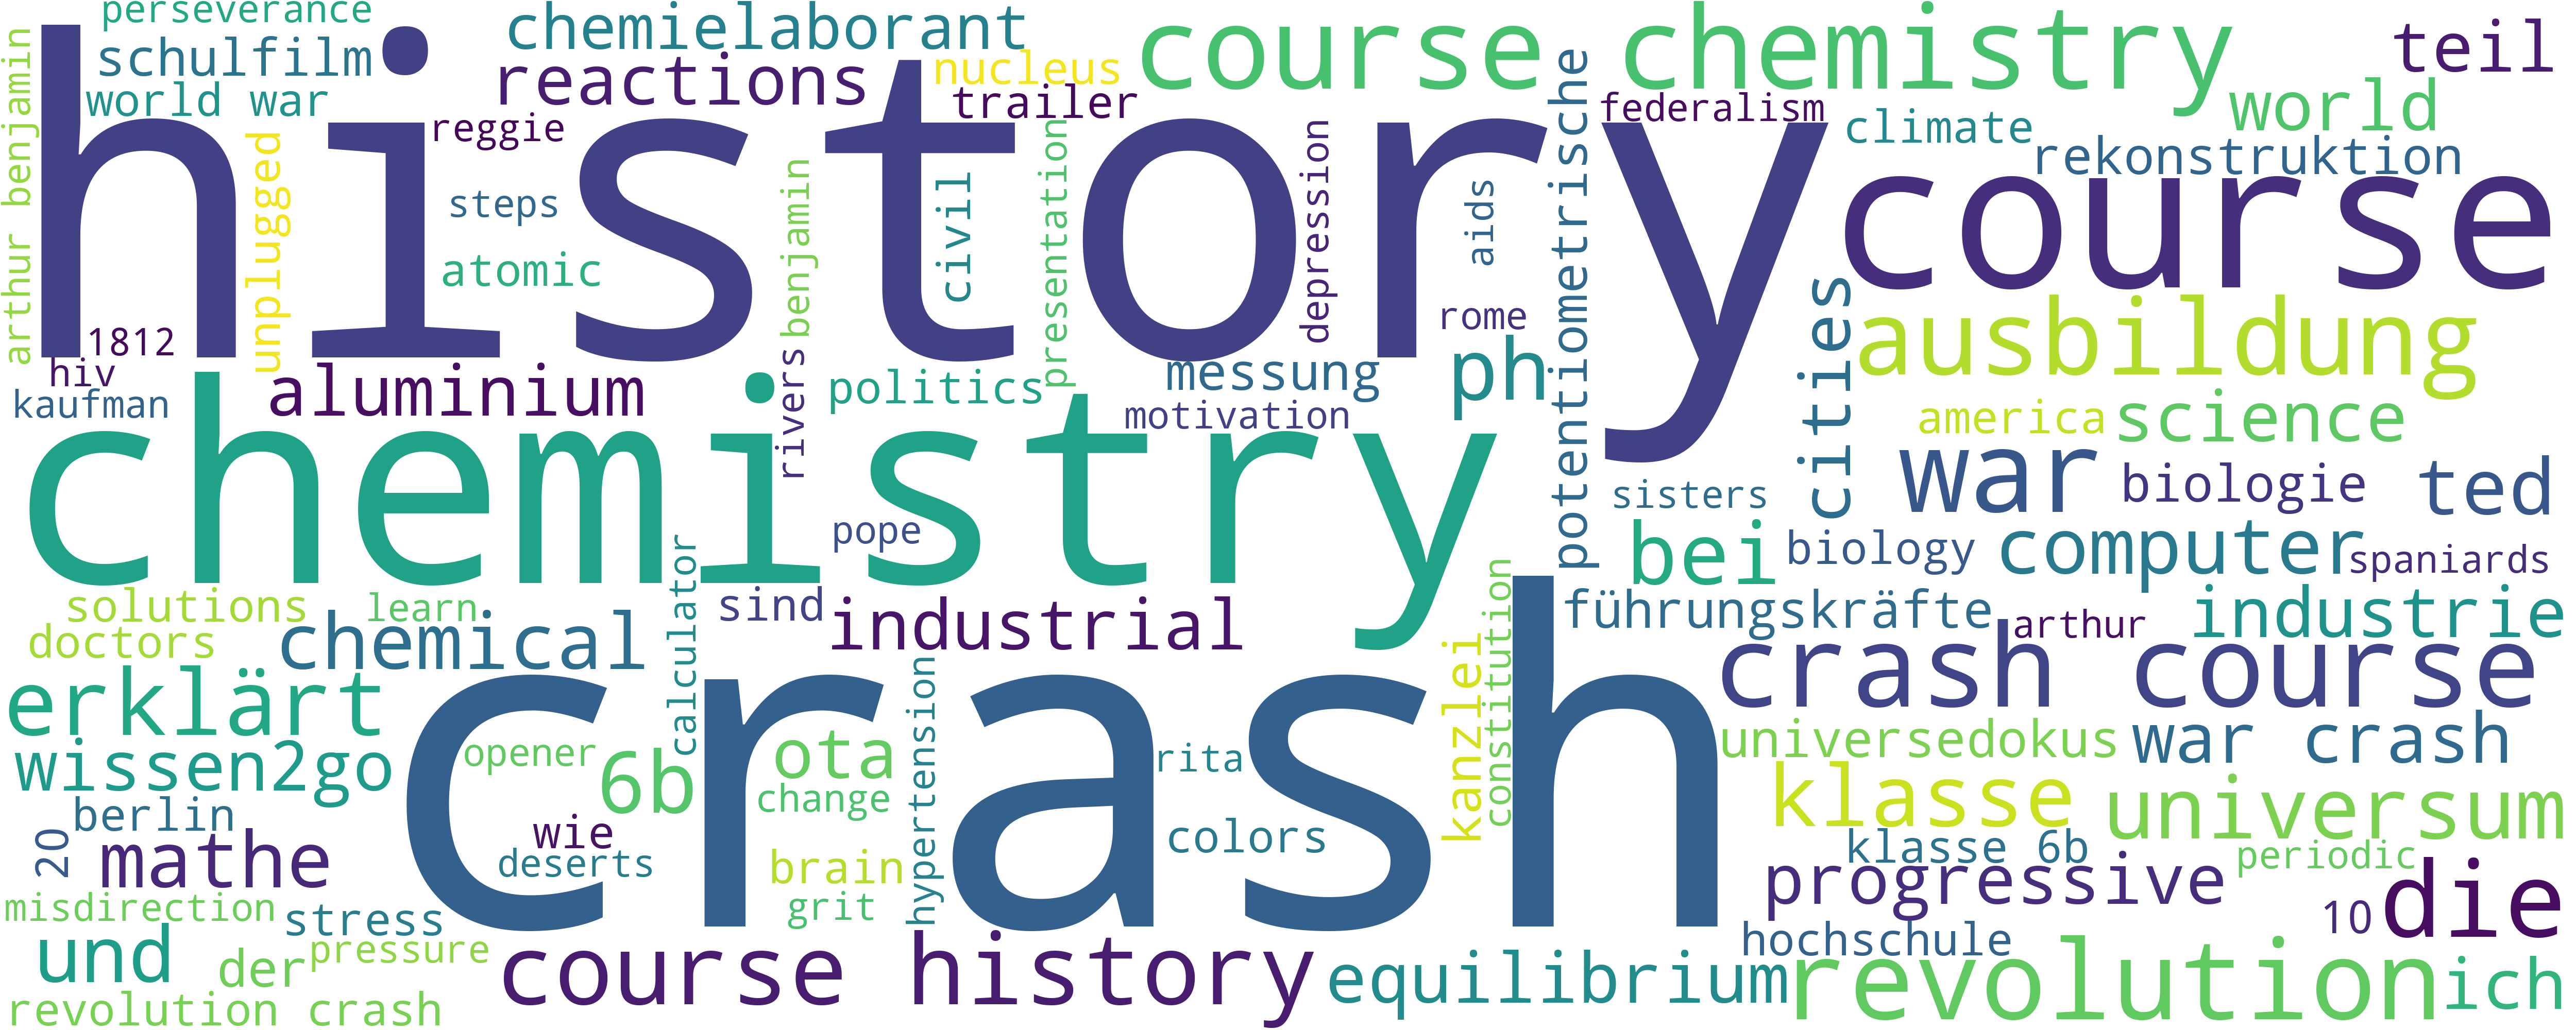 perseverance
chemielaborant
course chemistry
teil
schulfilm
reactions
nucleus
world war
trailer
federalism
world
climate
reggie
rekonstruktion
arthur benjamin
history
unplugged
steps
benjamin
civil
presentation
depression
aids
potentiometrische
course
atomic
1812
rome
cities
ausbildung
hiv
kaufman
aluminium
rivers
politics
messung
motivation
ph
america
science
chemistry
war
biologie
ted
sisters
pope
calculator
bei
biology
computer
spaniards
solutions
learn
sind
industrial
constitution
führungskräfte
arthur
industrie
doctors
chemical
crash
crash course
erklärt
hypertension
kanzlei
wissen2go
opener
6b
ota
rita
universedokus
war crash
change
klasse
universum
berlin
20
wie
colors
mathe
deserts
brain
klasse 6b
periodic
progressive
misdirection
stress
grit
10
die
und
der
pressure
course history
equilibrium
hochschule
revolution
ich
revolution crash